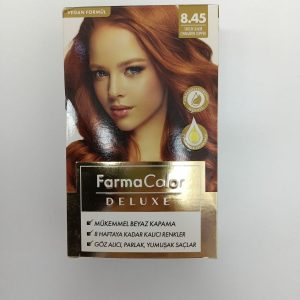 VEGAN FORMÜL
8.45
FarmaColor
DELUXE
MÜKEMMEL BEYAZ KAPAMA
8 HAFTAYA KADAR KALICI RENKLER
GÖZ ALICI, PARLAK, YUMUŞAK SAÇLAR